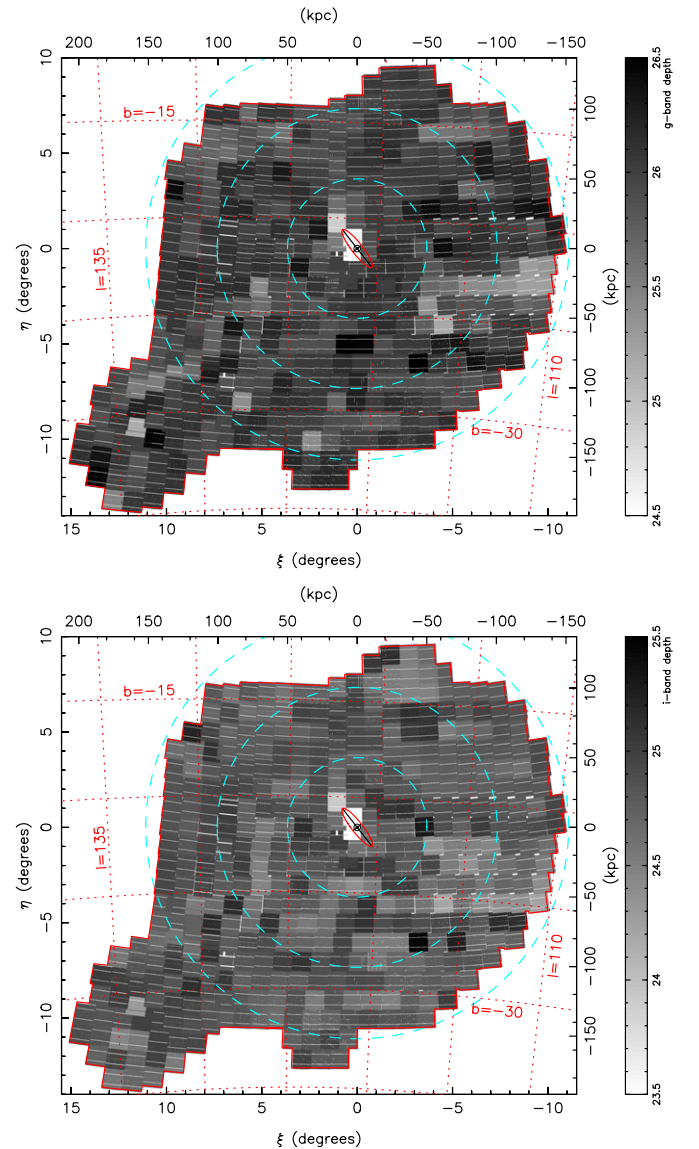 (kpc)
200 150 100 50 0 −50 −100 −150
10
5
0
−5
−10
η (degrees)
b=−15
l=135
l=110
b=−30
100
50
0
−50
−100
−150
(kpc)
15 10 5 0 −5 −10
ξ (degrees)
26.5
26
25.5
25
24.5
g−band depth
(kpc)
200 150 100 50 0 −50 −100 −150
10
5
0
−5
−10
η (degrees)
b=−15
l=135
l=110
b=−30
100
50
0
−50
−100
−150
(kpc)
15 10 5 0 −5 −10
ξ (degrees)
25.5
25
24.5
24
23.5
i−band depth